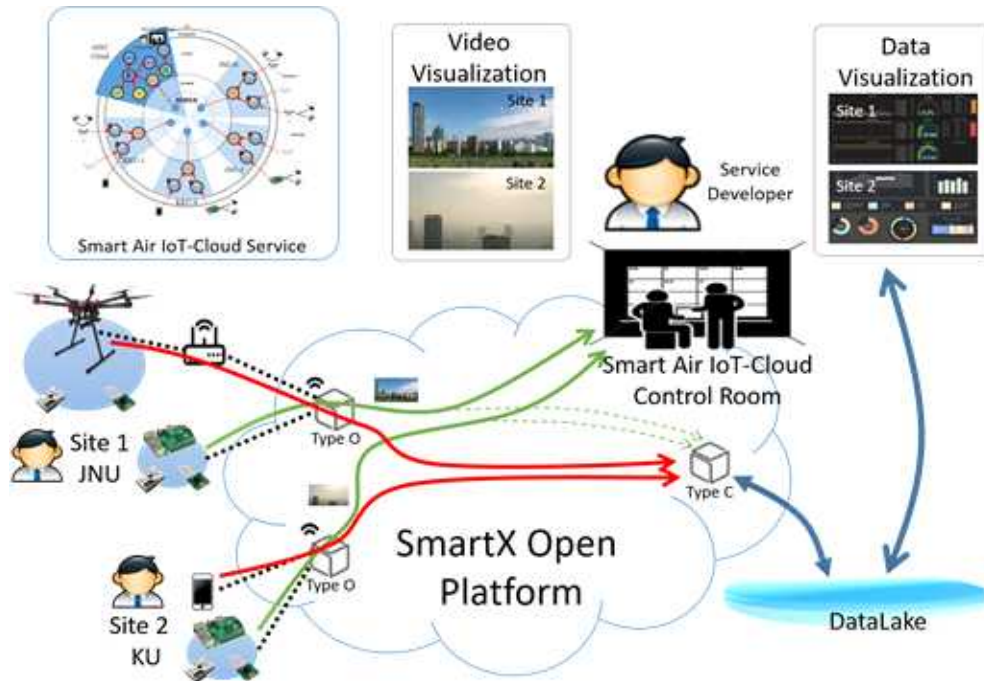 Smart Air IoT-Cloud Service
Video
Visualization
Site 1
Site 2
Service
Developer
Data
Visualization
Site 1
Site 2
Smart Air IoT-Cloud
Control Room
Type O
Site 1
JNU
Type C
Type O
SmartX Open
Platform
Site 2
KU
DataLake